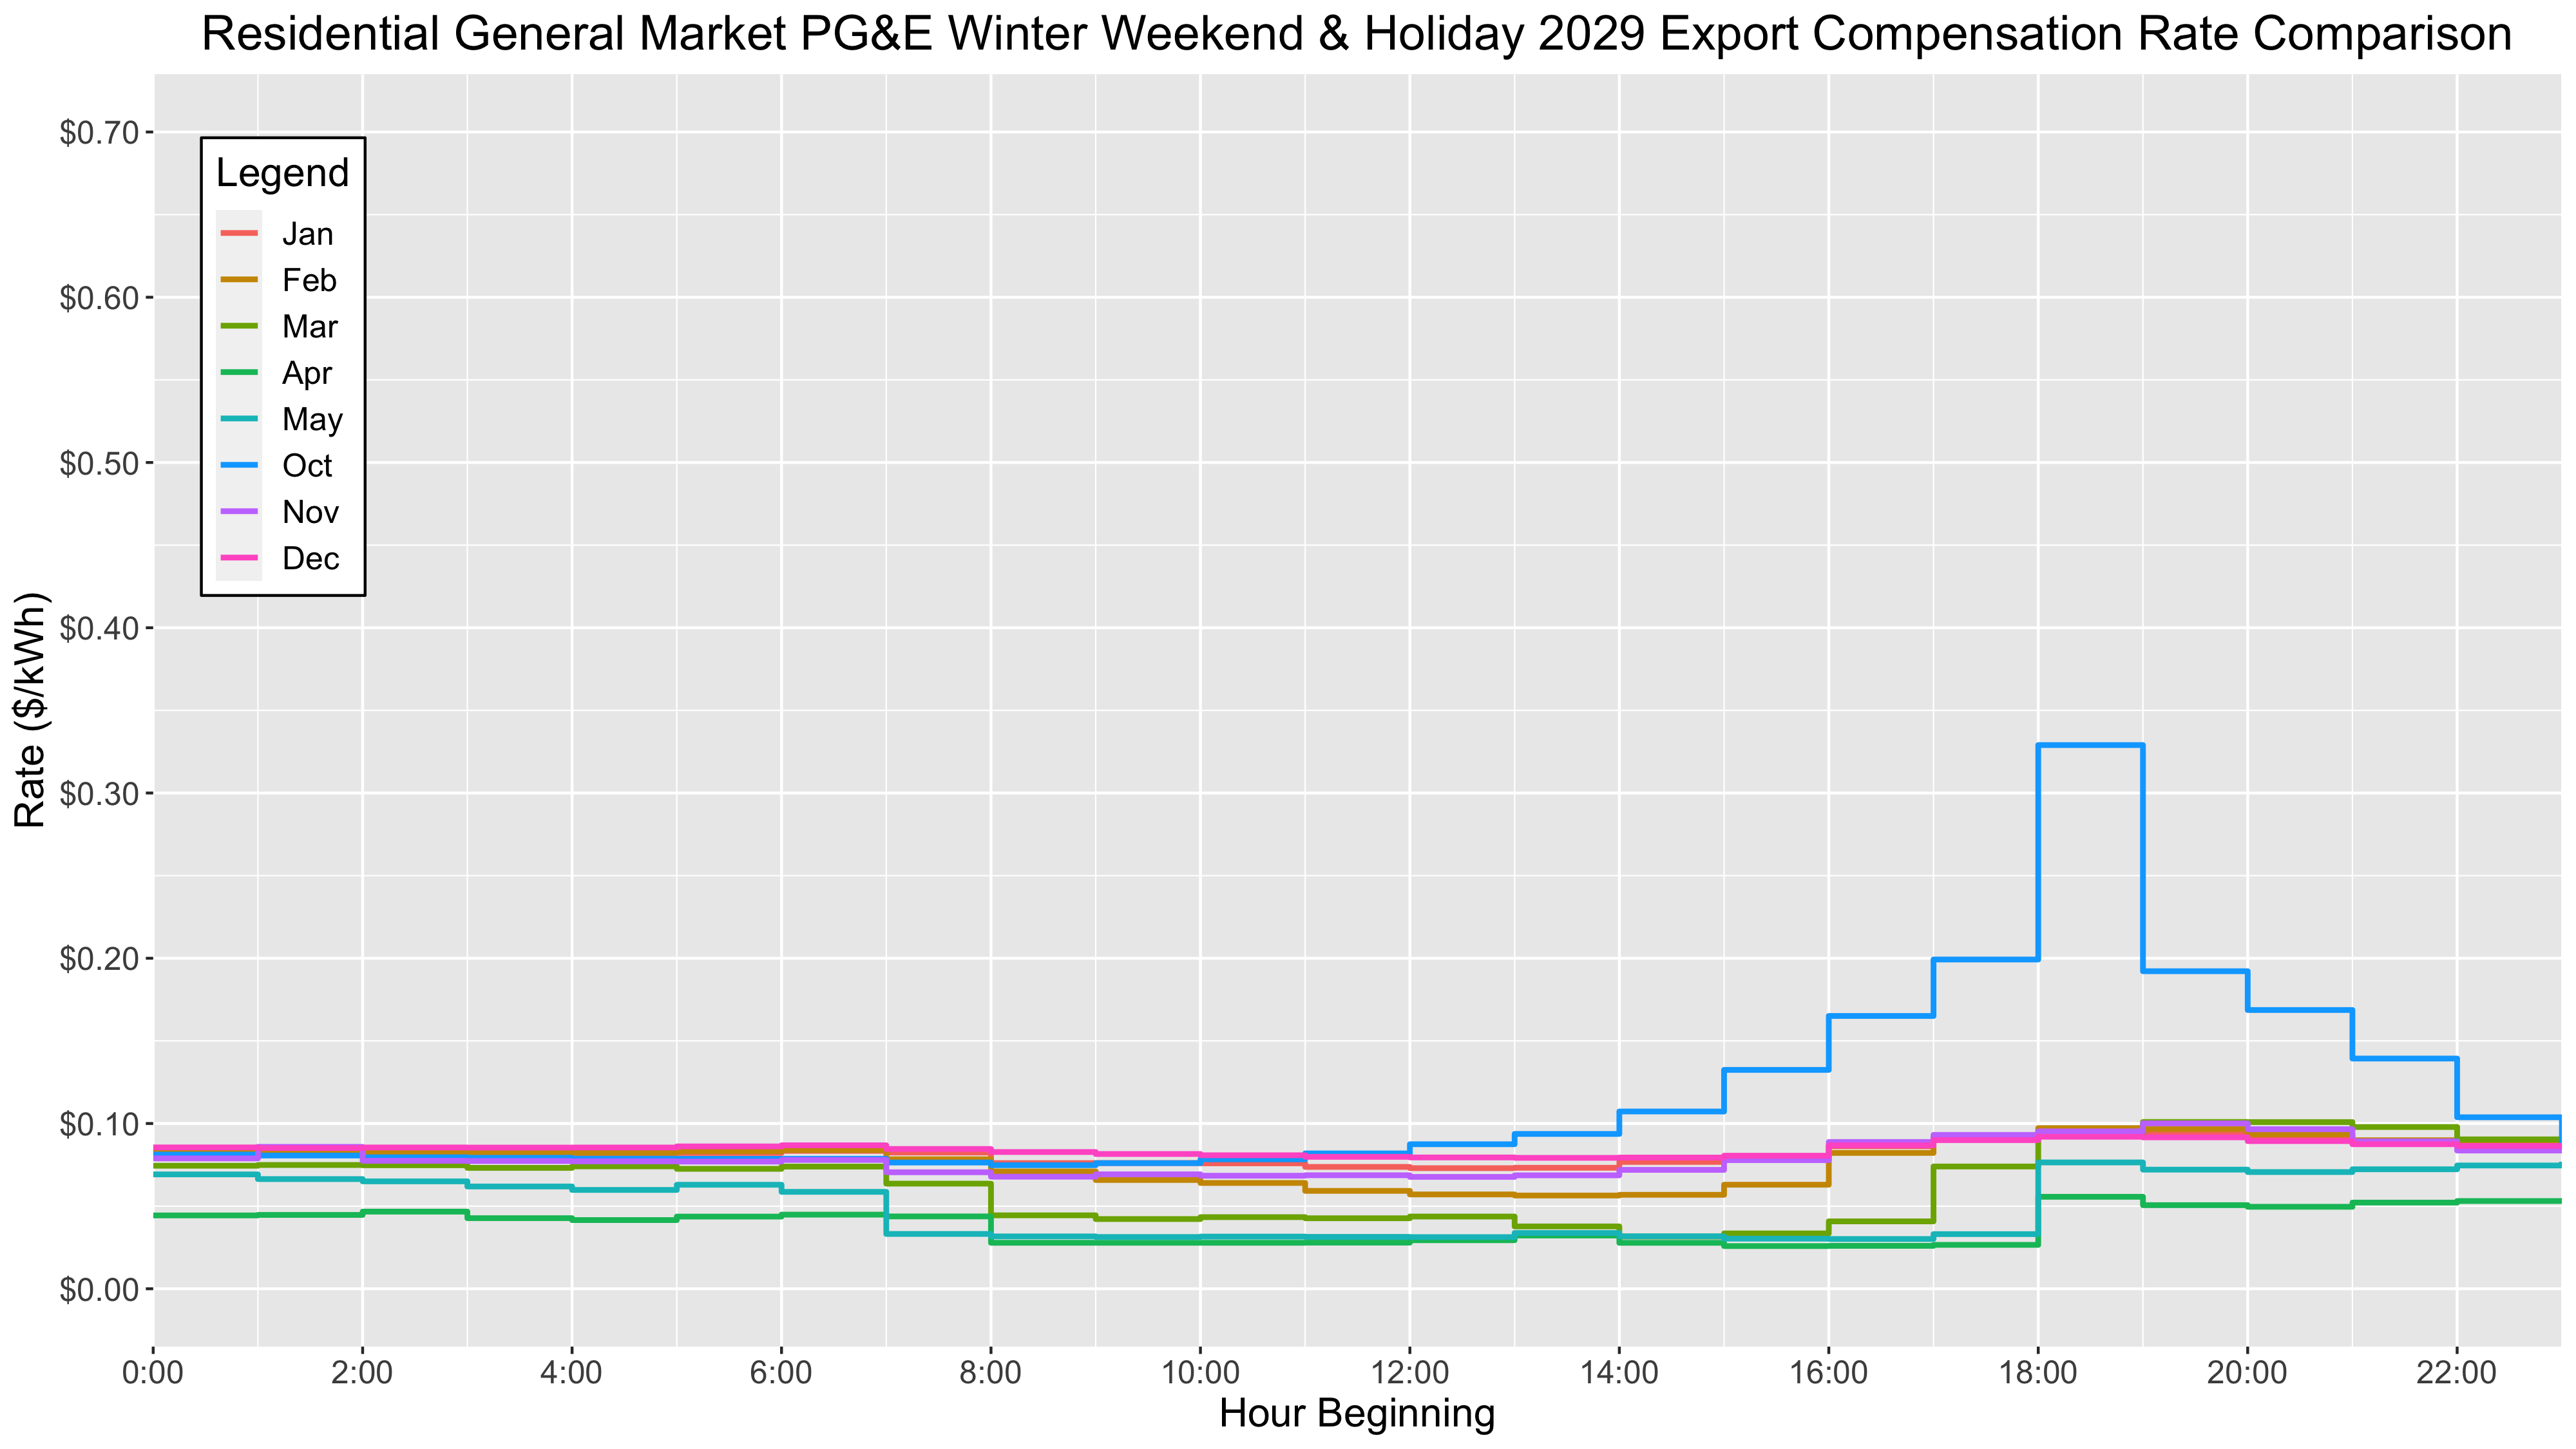 Residential General Market PG&E Winter Weekend & Holiday 2029 Export Compensation Rate Comparison
$0.70
$0.60
$0.50
$0.40
$0.30
$0.20
$0.10
$0.00
Rate ($/kWh)
Legend
Jan
Feb
Mar
Apr
May
Oct
Nov
Dec
0:00 2:00 4:00 6:00 8:00 10:00 12:00 14:00 16:00 18:00 20:00 22:00
Hour Beginning